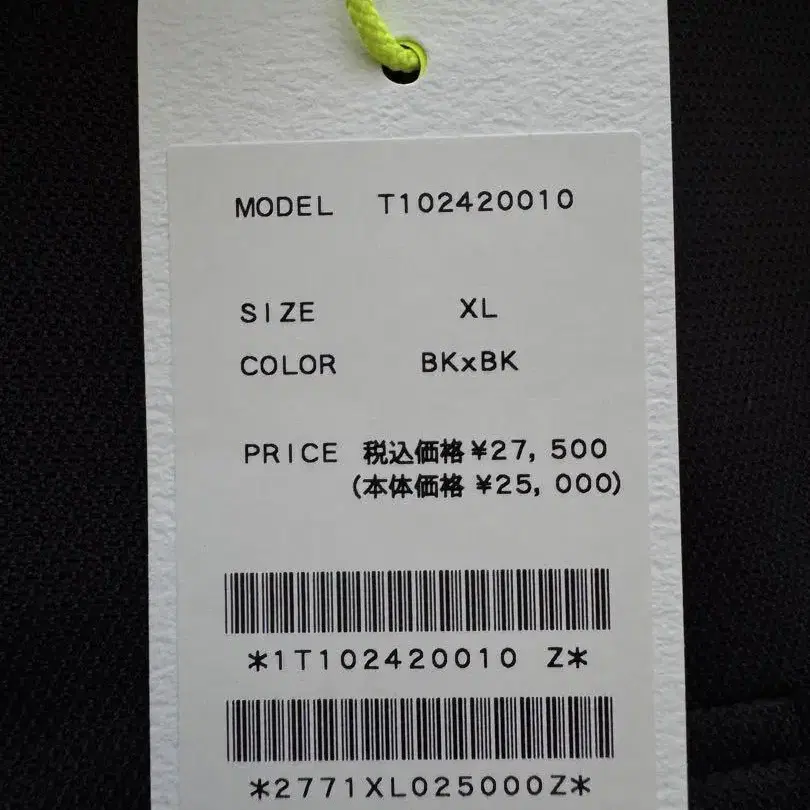 MODEL T102420010
SIZE XL
COLOR BKxBK
PRICE 税込価格¥27,500
(本体価格 ¥25,000)
*1T102420010 Z*
*2771XL025000Z*